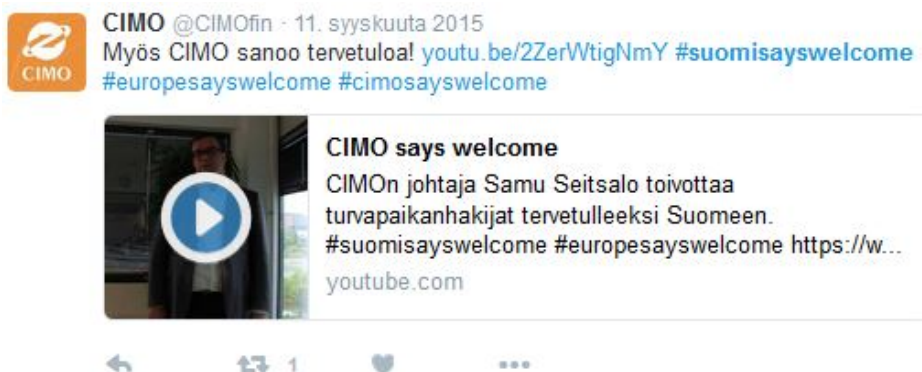 CIMO @CIMOfin · 11. syyskuuta 2015
Myös CIMO sanoo tervetuloa! youtu.be/2ZerWtigNmY #suomisayswelcome
#europesayswelcome #cimosayswelcome
CIMO
CIMO says welcome
CIMOn johtaja Samu Seitsalo toivottaa
turvapaikanhakijat tervetulleeksi Suomeen.
#suomisayswelcome #europesayswelcome https://w...
youtube.com
1